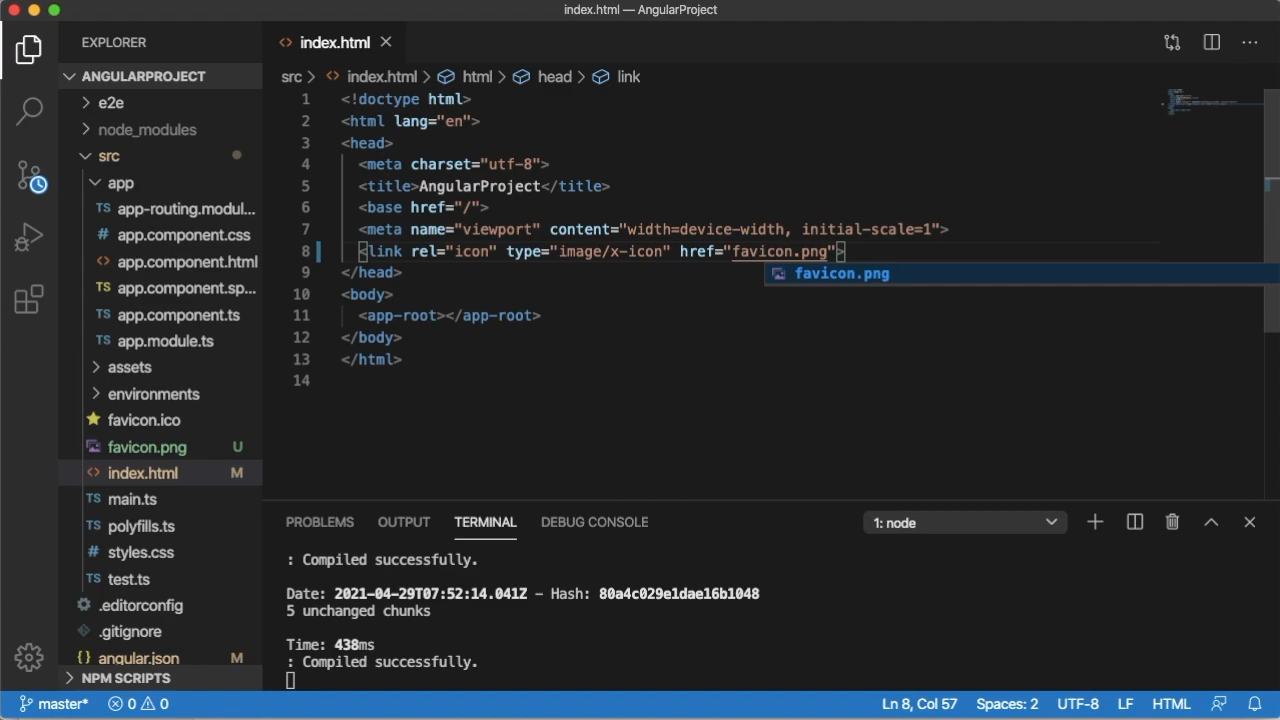 index.html — AngularProject
EXPLORER
ANGULARPROJECT
e2e
node_modules
src
app
TS app-routing.modul...
# app.component.css
<> app.component.html
TS app.component.sp...
TS app.component.ts
TS app.module.ts
assets
environments
favicon.ico
favicon.png U
<> index.html M
TS main.ts
TS polyfills.ts
# styles.css
TS test.ts
.editorconfig
.gitignore
{} angular.json M
NPM SCRIPTS
<> index.html
src > <> index.html > html > head > link
1 <!doctype html>
2 <html lang="en">
3 <head>
4 <meta charset="utf-8">
5 <title>AngularProject</title>
6 <base href="/">
7 <meta name="viewport" content="width=device-width, initial-scale=1">
8 <link rel="icon" type="image/x-icon" href="favicon.png">
favicon.png
9 </head>
10 <body>
11 <app-root></app-root>
12 </body>
13 </html>
14
PROBLEMS OUTPUT TERMINAL DEBUG CONSOLE 1: node
: Compiled successfully.
Date: 2021-04-29T07:52:14.041Z - Hash: 80a4c029e1dae16b1048
5 unchanged chunks
Time: 438ms
: Compiled successfully.
master* 0 0 Ln 8, Col 57 Spaces: 2 UTF-8 LF HTML